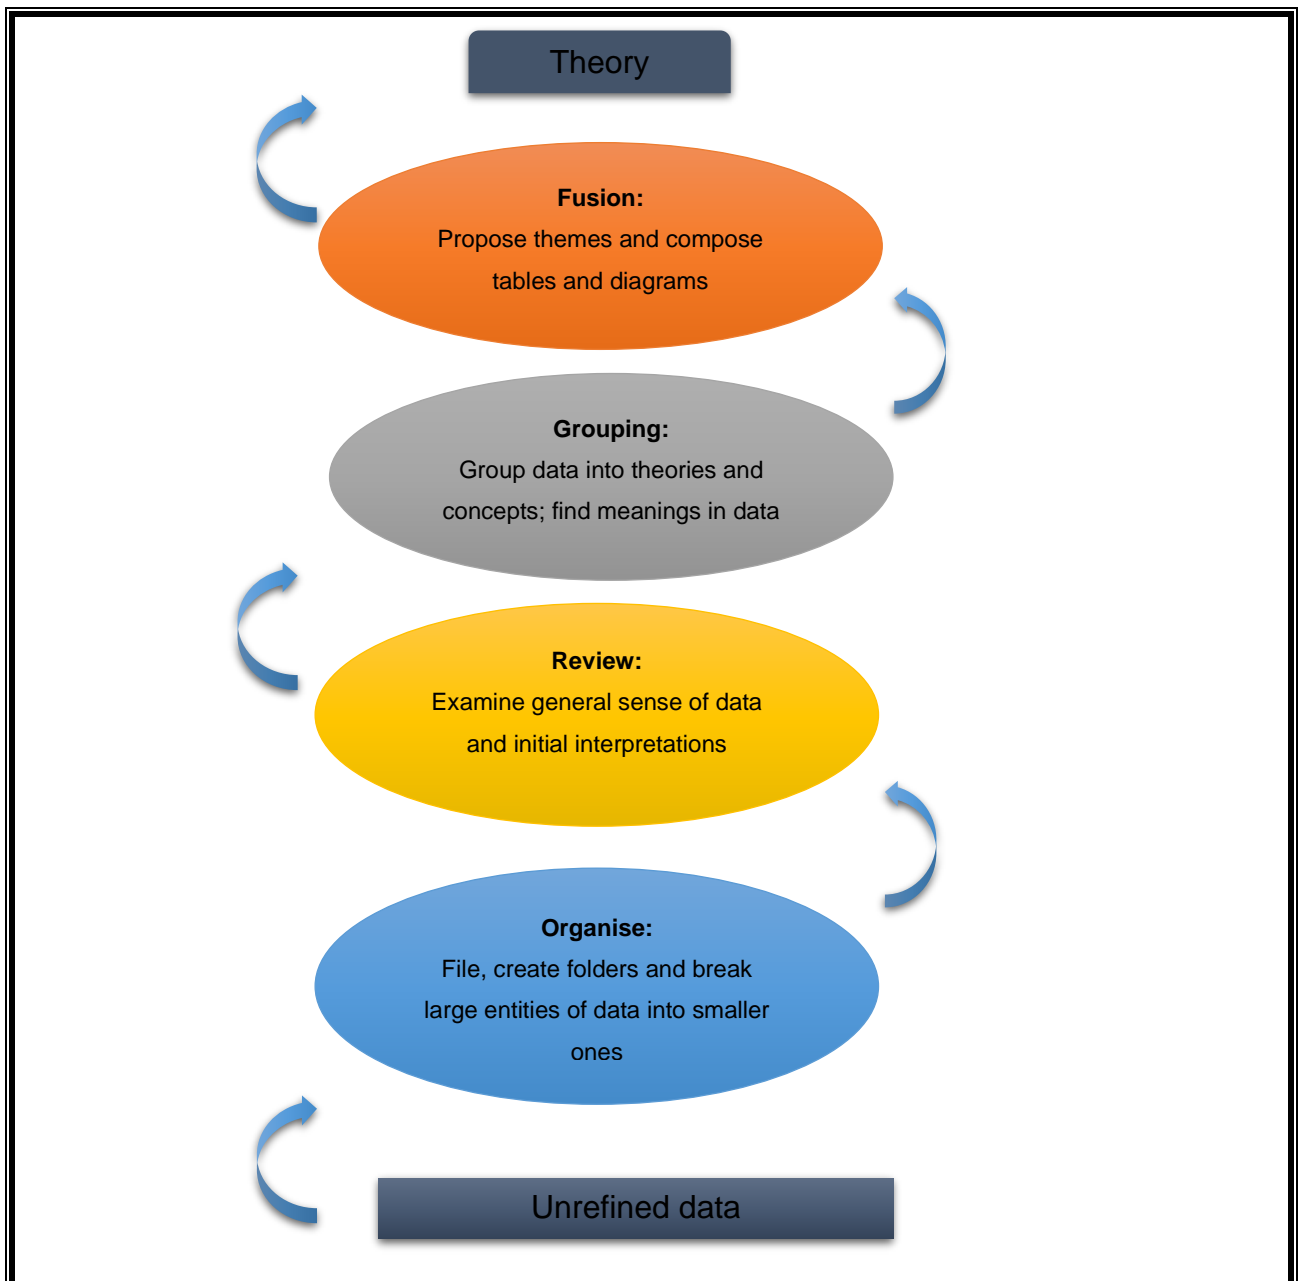 Theory
Fusion:
Propose themes and compose
tables and diagrams
Grouping:
Group data into theories and
concepts; find meanings in data
Review:
Examine general sense of data
and initial interpretations
Organise:
File, create folders and break
large entities of data into smaller
ones
Unrefined data